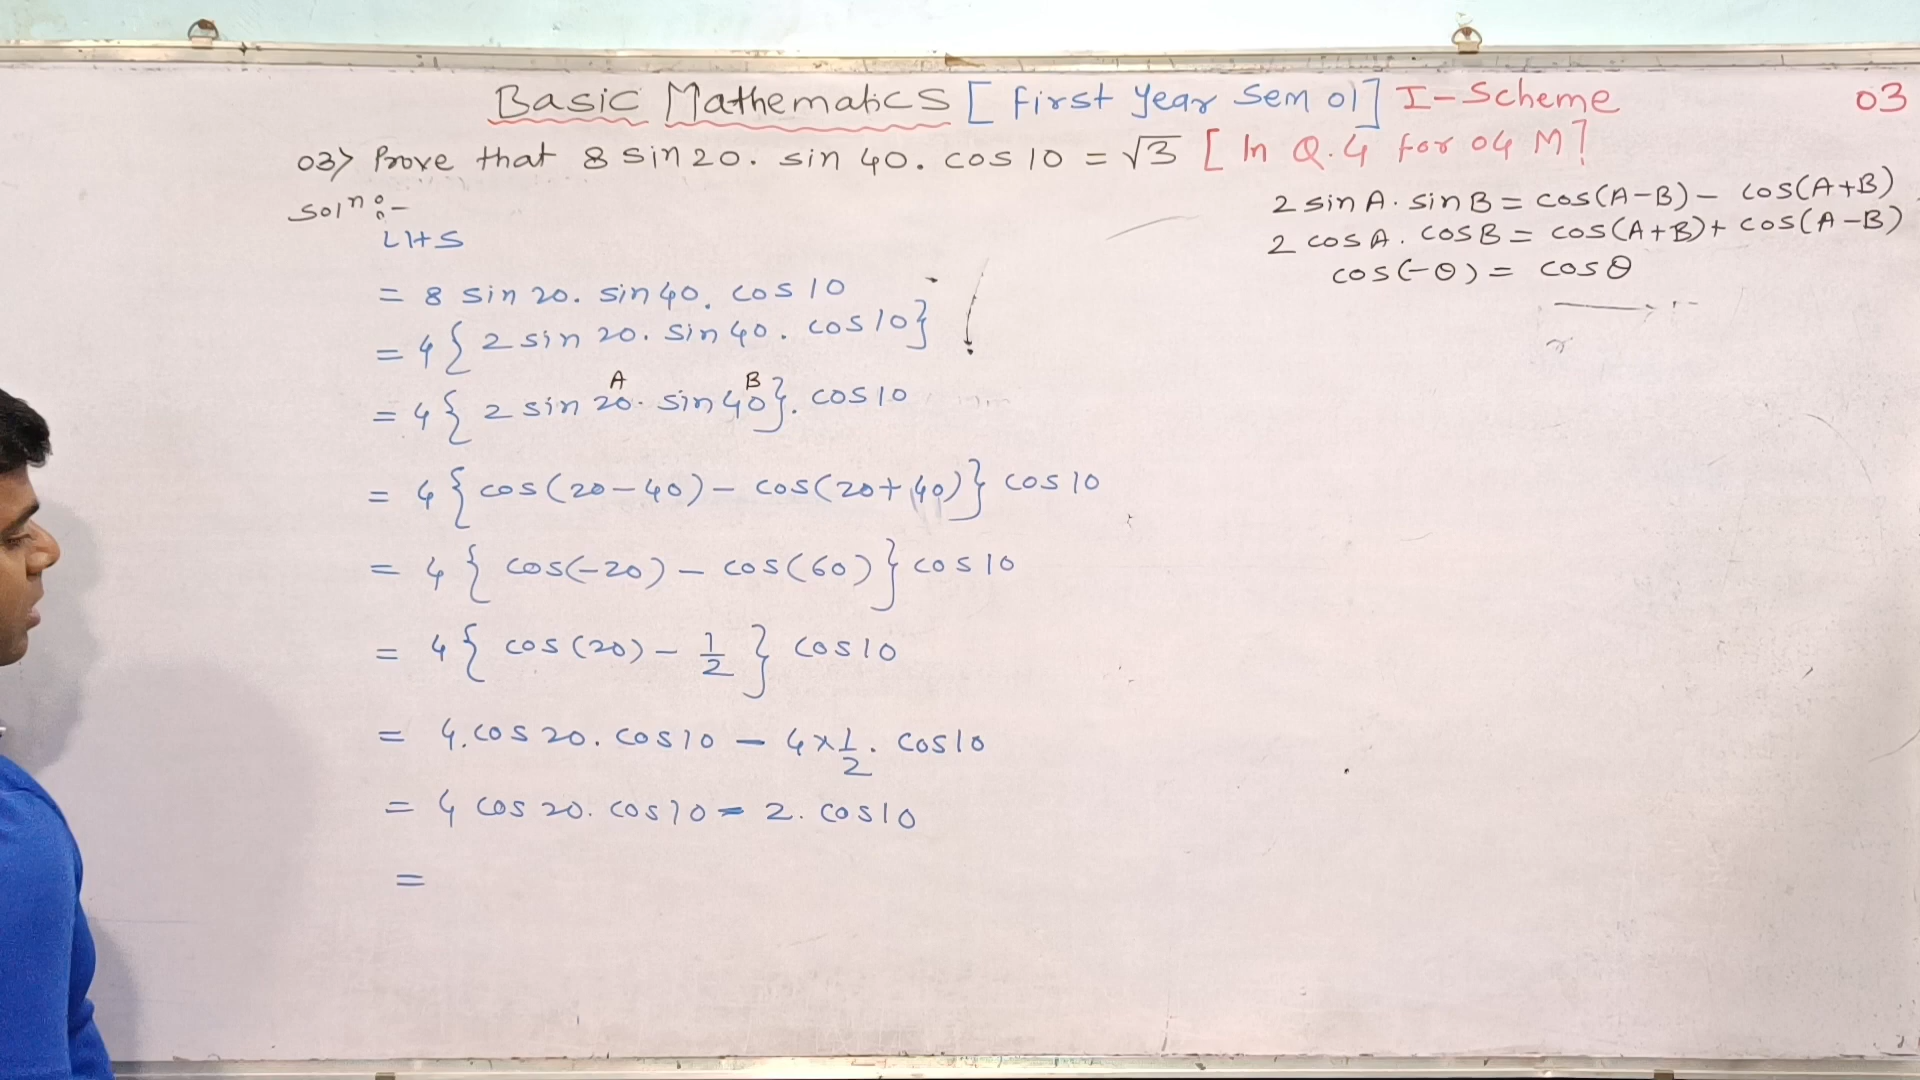 Basic Mathematics [ First Year Sem 01] I-Scheme
03
03> Prove that 8 sin20. sin 40. cos 10 = √3 [ In Q.4 for 04 M]
Solⁿ:-
LHS
2 sin A. sin B = cos(A-B) - cos(A+B)
2 cos A. cos B = cos(A+B)+ cos(A-B)
cos(-θ) = cos θ
= 8 sin 20. sin 40. cos 10
= 4 { 2 sin 20. sin 40. cos 10}
A B
= 4 { 2 sin 20. sin 40}. cos 10
= 4 { cos(20-40) - cos(20+40)} cos 10
= 4 { cos(-20) - cos(60)} cos 10
= 4 { cos (20) - 1/2 } cos 10
= 4. cos 20. cos 10 - 4 × 1/2 . cos 10
= 4 cos 20. cos 10 - 2. cos 10
=